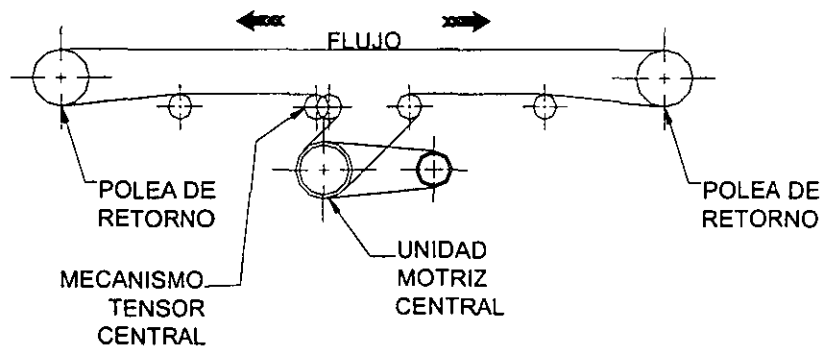 FLUJO
POLEA DE
RETORNO
POLEA DE
RETORNO
MECANISMO
TENSOR
CENTRAL
UNIDAD
MOTRIZ
CENTRAL